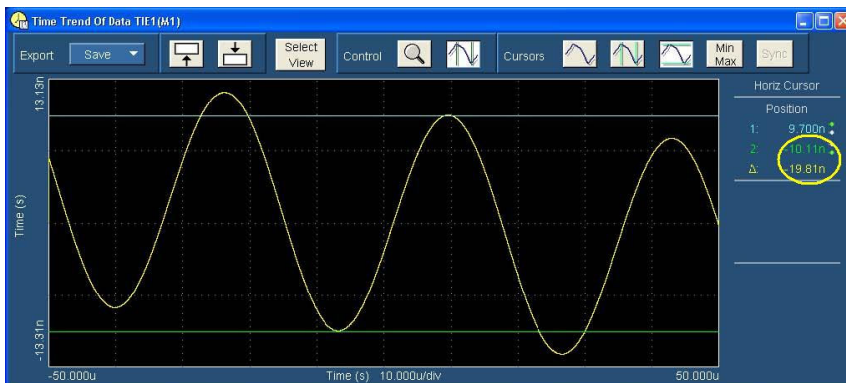 Time Trend Of Data TIE1(M1)
Export Save Select View Control Cursors Min Max Sync
13.13n
Time (s)
-13.31n
-50.000u Time (s) 10.000u/div 50.000u
Horiz Cursor
Position
1: 9.700n
2: -10.11n
Δ: -19.81n